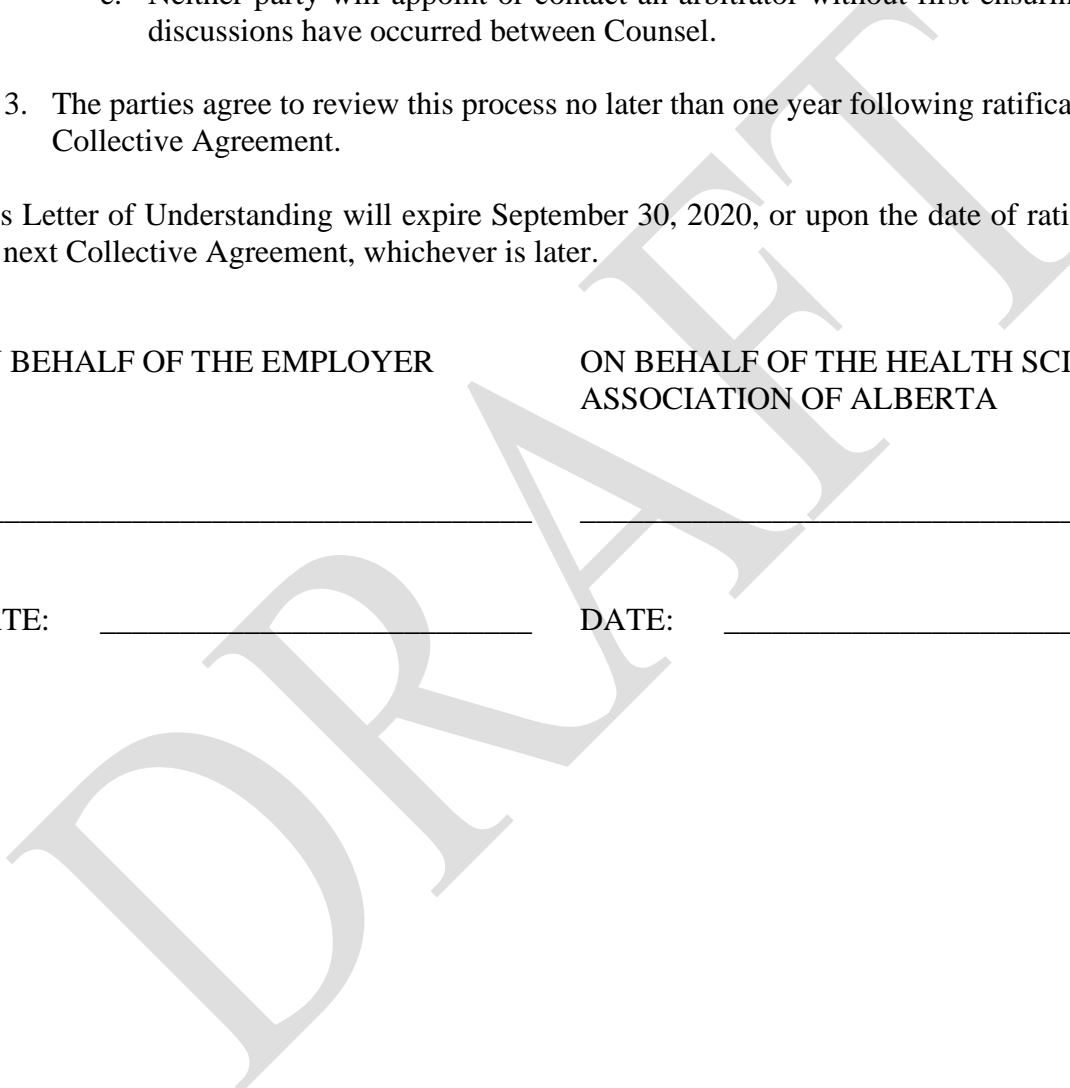 c. Neither party will appoint or contact an arbitrator without first ensurin
discussions have occurred between Counsel.
3. The parties agree to review this process no later than one year following ratifica
Collective Agreement.
s Letter of Understanding will expire September 30, 2020, or upon the date of rati
next Collective Agreement, whichever is later.
BEHALF OF THE EMPLOYER
ON BEHALF OF THE HEALTH SCI
ASSOCIATION OF ALBERTA
TE: ___________________________
DATE: ______________________
DRAFT